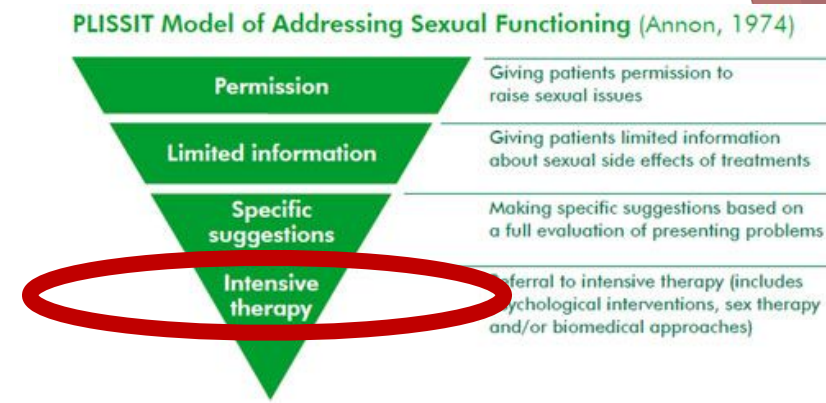 PLISSIT Model of Addressing Sexual Functioning (Annon, 1974)
Permission
Giving patients permission to
raise sexual issues
Limited information
Giving patients limited information
about sexual side effects of treatments
Specific
suggestions
Making specific suggestions based on
a full evaluation of presenting problems
Intensive
therapy
Referral to intensive therapy (includes
psychological interventions, sex therapy
and/or biomedical approaches)